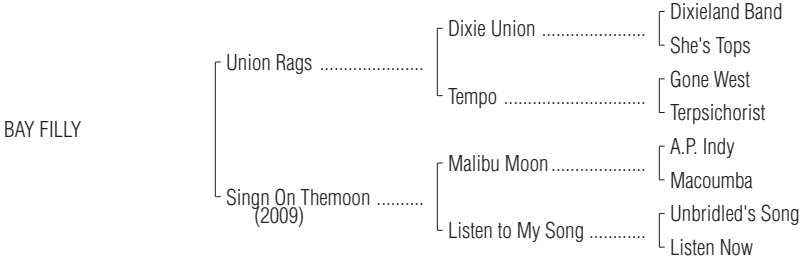 Dixieland Band
Dixie Union ......................
She's Tops
Union Rags ......................
Gone West
Tempo ..............................
Terpsichorist
BAY FILLY
A.P. Indy
Malibu Moon....................
Macoumba
Singn On Themoon ..........
(2009)
Unbridled's Song
Listen to My Song ............
Listen Now